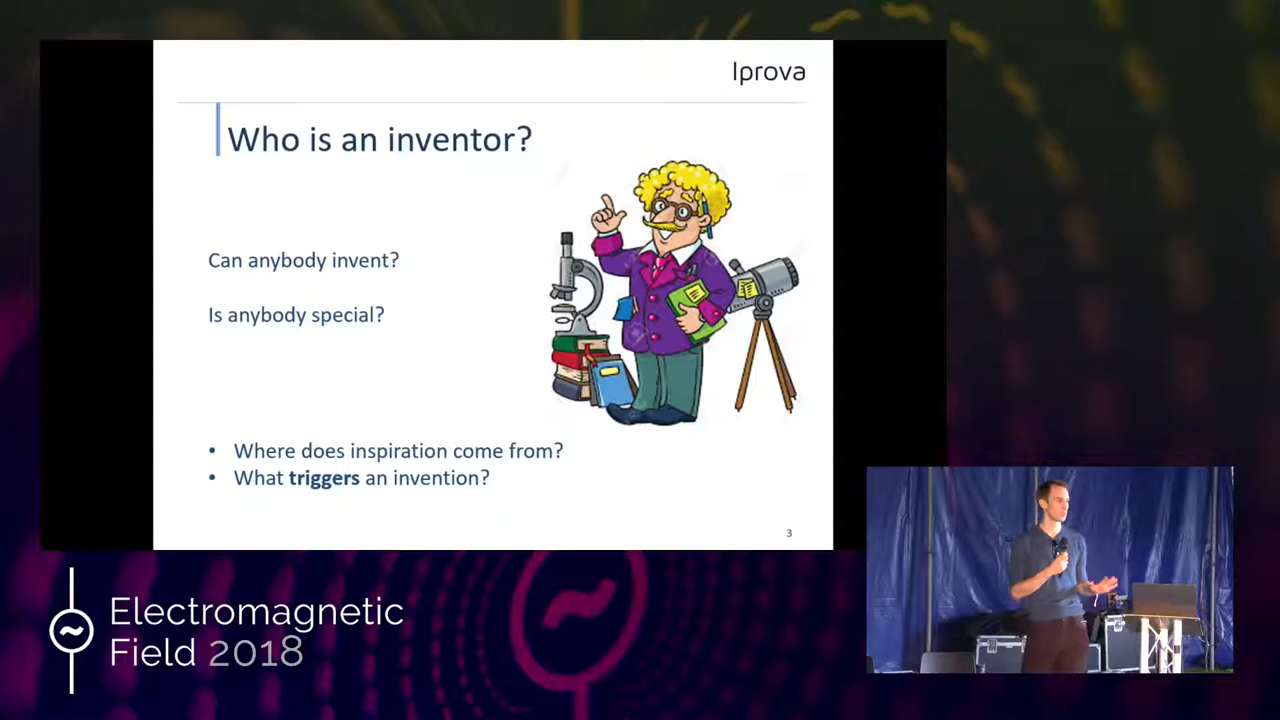 Iprova
Who is an inventor?
Can anybody invent?
Is anybody special?
• Where does inspiration come from?
• What triggers an invention?
3
Electromagnetic
Field 2018